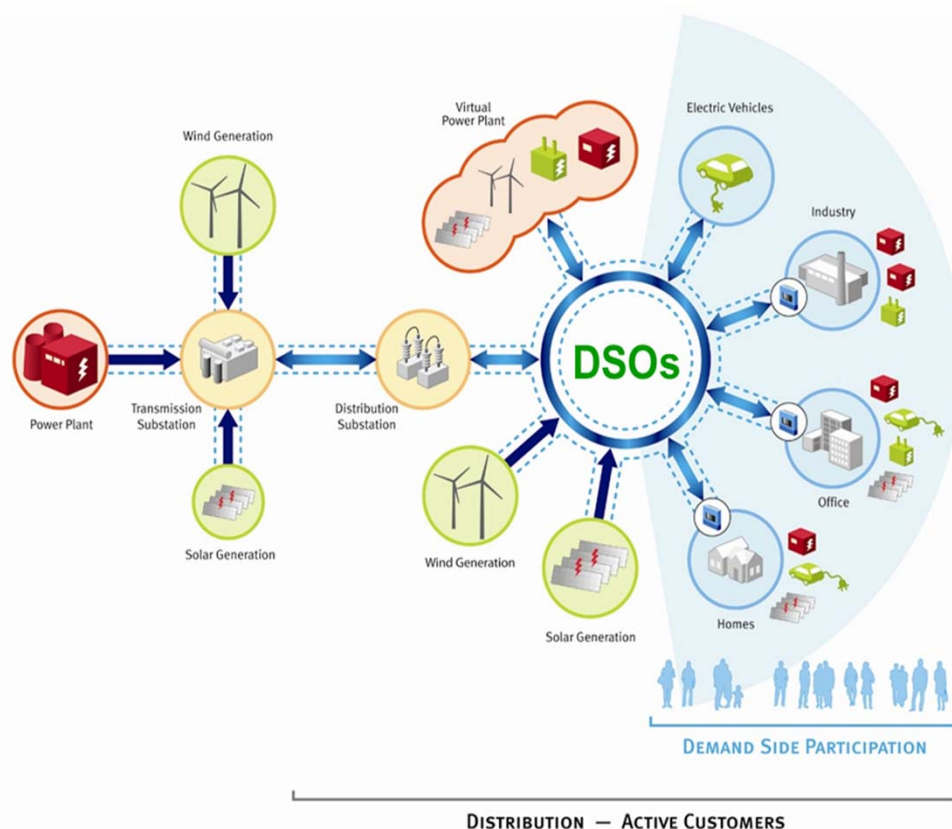 Virtual
Power Plant
Electric Vehicles
Wind Generation
Industry
DSOs
Power Plant
Transmission
Substation
Distribution
Substation
Office
Wind Generation
Solar Generation
Homes
Solar Generation
DEMAND SIDE PARTICIPATION
DISTRIBUTION — ACTIVE CUSTOMERS